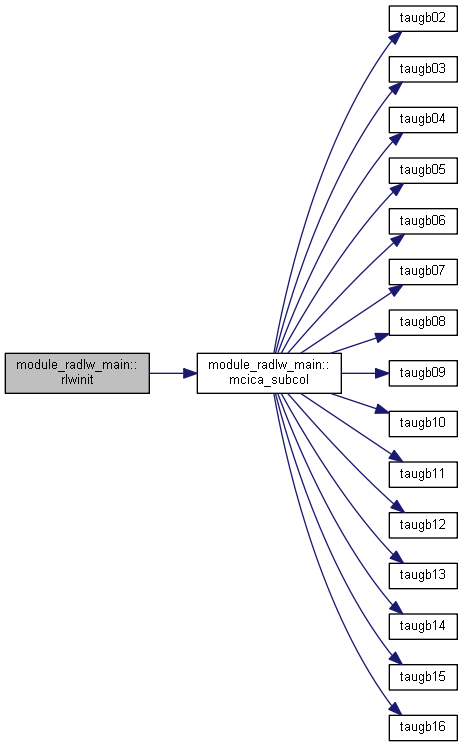 taugb02
taugb03
taugb04
taugb05
taugb06
taugb07
taugb08
module_radlw_main::
rlwinit
module_radlw_main::
mcica_subcol
taugb09
taugb10
taugb11
taugb12
taugb13
taugb14
taugb15
taugb16